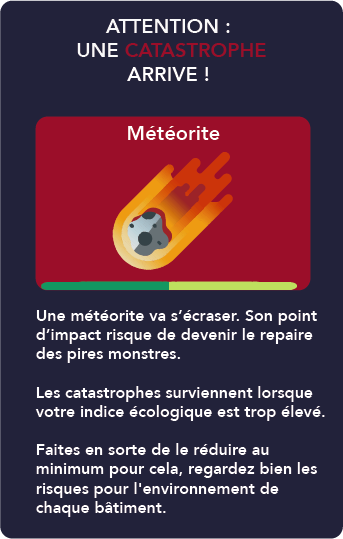 ATTENTION :
UNE CATASTROPHE
ARRIVE !
Météorite
Une météorite va s’écraser. Son point
d’impact risque de devenir le repaire
des pires monstres.
Les catastrophes surviennent lorsque
votre indice écologique est trop élevé.
Faites en sorte de le réduire au
minimum pour cela, regardez bien les
risques pour l'environnement de
chaque bâtiment.